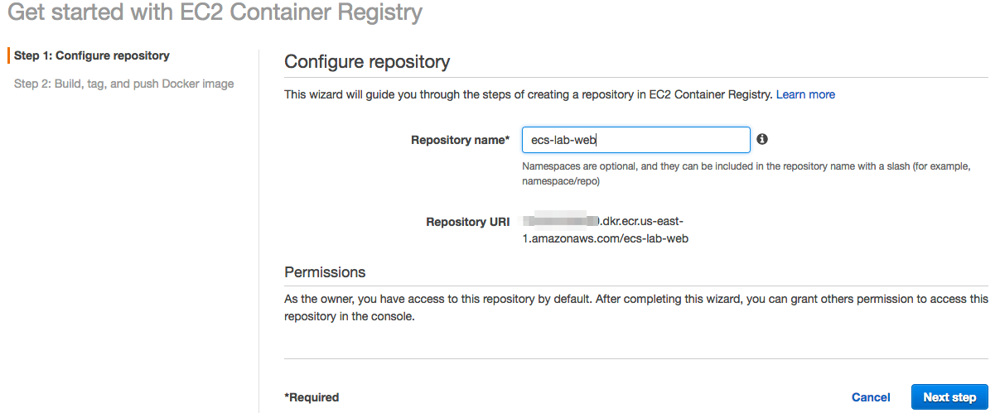 Get started with EC2 Container Registry
Step 1: Configure repository
Step 2: Build, tag, and push Docker image
Configure repository
This wizard will guide you through the steps of creating a repository in EC2 Container Registry. Learn more
Repository name* ecs-lab-web
Namespaces are optional, and they can be included in the repository name with a slash (for example,
namespace/repo)
Repository URI .dkr.ecr.us-east-
1.amazonaws.com/ecs-lab-web
Permissions
As the owner, you have access to this repository by default. After completing this wizard, you can grant others permission to access this
repository in the console.
*Required Cancel Next step